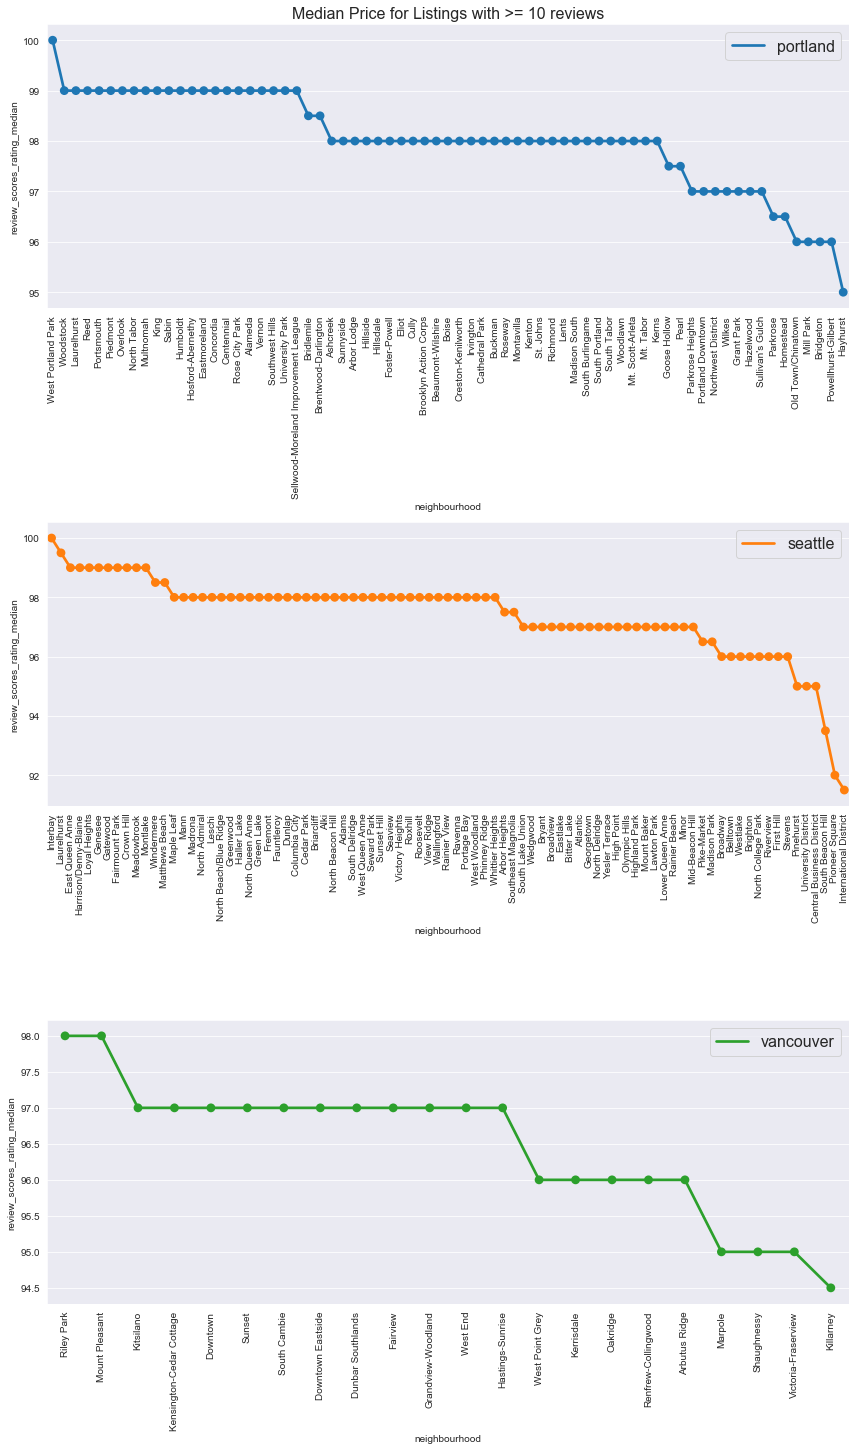 Median Price for Listings with >= 10 reviews
portland
review_scores_rating_median
100
99
98
97
96
95
West Portland Park
Woodstock
Laurelhurst
Reed
Portsmouth
Piedmont
Overlook
North Tabor
Multnomah
King
Sabin
Humboldt
Hosford-Abernethy
Eastmoreland
Concordia
Centennial
Rose City Park
Alameda
Vernon
Southwest Hills
University Park
Sellwood-Moreland Improvement League
Bridlemile
Brentwood-Darlington
Ashcreek
Sunnyside
Arbor Lodge
Hillside
Hillsdale
Foster-Powell
Eliot
Cully
Brooklyn Action Corps
Beaumont-Wilshire
Boise
Creston-Kenilworth
Irvington
Cathedral Park
Buckman
Roseway
Montavilla
Kenton
St. Johns
Richmond
Lents
Madison South
South Burlingame
South Portland
South Tabor
Woodlawn
Mt. Scott-Arleta
Mt. Tabor
Kerns
Goose Hollow
Pearl
Parkrose Heights
Portland Downtown
Northwest District
Wilkes
Grant Park
Hazelwood
Sullivan's Gulch
Parkrose
Homestead
Old Town/Chinatown
Mill Park
Bridgeton
Powellhurst-Gilbert
Hayhurst
neighbourhood
seattle
review_scores_rating_median
100
98
96
94
92
Interbay
Laurelhurst
East Queen Anne
Harrison/Denny-Blaine
Loyal Heights
Genesee
Gatewood
Fairmount Park
Crown Hill
Meadowbrook
Montlake
Windermere
Matthews Beach
Maple Leaf
Mann
Madrona
North Admiral
Leschi
North Beach/Blue Ridge
Greenwood
Haller Lake
North Queen Anne
Green Lake
Fremont
Fauntleroy
Dunlap
Columbia City
Cedar Park
Briarcliff
Alki
North Beacon Hill
Adams
South Delridge
West Queen Anne
Seward Park
Sunset Hill
Seaview
Victory Heights
Roxhill
Roosevelt
View Ridge
Wallingford
Rainier View
Ravenna
Portage Bay
West Woodland
Phinney Ridge
Whittier Heights
Arbor Heights
Southeast Magnolia
South Lake Union
Wedgwood
Bryant
Broadview
Eastlake
Bitter Lake
Atlantic
Georgetown
North Delridge
Yesler Terrace
High Point
Olympic Hills
Highland Park
Mount Baker
Lawton Park
Lower Queen Anne
Rainier Beach
Minor
Mid-Beacon Hill
Pike-Market
Madison Park
Broadway
Belltown
Westlake
Brighton
North College Park
Riverview
First Hill
Stevens
Pinehurst
University District
Central Business District
South Beacon Hill
Pioneer Square
International District
neighbourhood
vancouver
review_scores_rating_median
98.0
97.5
97.0
96.5
96.0
95.5
95.0
94.5
Riley Park
Mount Pleasant
Kitsilano
Kensington-Cedar Cottage
Downtown
Sunset
South Cambie
Downtown Eastside
Dunbar Southlands
Fairview
Grandview-Woodland
West End
Hastings-Sunrise
West Point Grey
Kerrisdale
Oakridge
Renfrew-Collingwood
Arbutus Ridge
Marpole
Shaughnessy
Victoria-Fraserview
Killarney
neighbourhood